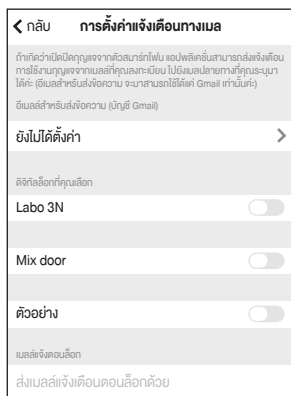 กลับ การตั้งค่าแจ้งเตือนทางเมล
ถ้าเกิดว่าเปิดปิดกุญแจจากตัวสมาร์ทโฟน แอปพลิเคชั่นสามารถส่งแจ้งเตือน
การใช้งานกุญแจจากเมลล์ที่คุณลงทะเบียน ไปยังเมลปลายทางที่คุณระบุมา
ได้ค่ะ (อีเมลสำหรับส่งข้อความ จะมาสามรถใช้ได้แค่ Gmail เท่านั้นค่ะ)
อีเมลล์สำหรับข้อความ (บัญชี Gmail)
ยังไม่ได้ตั้งค่า
ดิจิทัลล็อกที่คุณเลือก
Labo 3N
Mix door
ตัวอย่าง
เมลล์แจ้งตอนล็อก
ส่งเมลล์แจ้งเตือนตอนล็อกด้วย